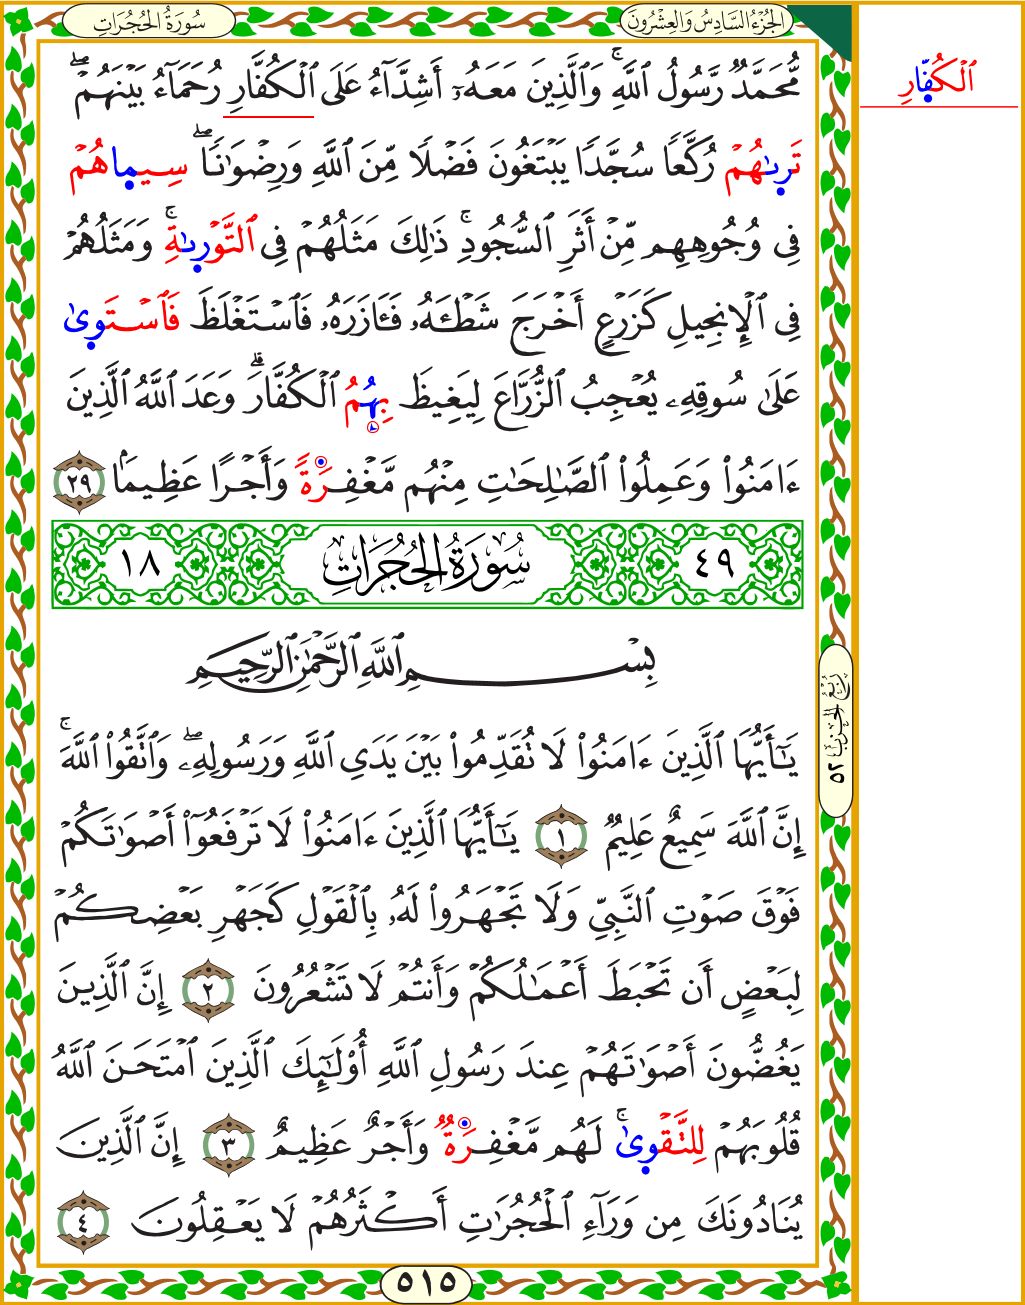 سُورَةُ الحُجُرَاتِ
الجُزْءُ السَّادِسُ وَالعِشْرُونَ
ٱلْكُفَّارِ
مُّحَمَّدٌ رَّسُولُ ٱللَّهِۚ وَٱلَّذِينَ مَعَهُۥٓ أَشِدَّآءُ عَلَى ٱلْكُفَّارِ رُحَمَآءُ بَيْنَهُمْۖ
تَرىٰهُمْ رُكَّعًا سُجَّدًا يَبْتَغُونَ فَضْلًا مِّنَ ٱللَّهِ وَرِضْوَٰنًاۖ سِيمَاهُمْ
فِى وُجُوهِهِم مِّنْ أَثَرِ ٱلسُّجُودِۚ ذَٰلِكَ مَثَلُهُمْ فِى ٱلتَّوْرىٰةِۚ وَمَثَلُهُمْ
فِى ٱلْإِنجِيلِ كَزَرْعٍ أَخْرَجَ شَطْـَٔهُۥ فَـَٔازَرَهُۥ فَٱسْتَغْلَظَ فَٱسْتَوىٰ
عَلَىٰ سُوقِهِۦ يُعْجِبُ ٱلزُّرَّاعَ لِيَغِيظَ بِهُمُ ٱلْكُفَّارَۗ وَعَدَ ٱللَّهُ ٱلَّذِينَ
ءَامَنُوا۟ وَعَمِلُوا۟ ٱلصَّٰلِحَٰتِ مِنْهُم مَّغْفِرَةً وَأَجْرًا عَظِيمًۢا ٢٩
٤٩ سُورَةُ الحُجُرَاتِ ١٨
بِسْمِ ٱللَّهِ ٱلرَّحْمَٰنِ ٱلرَّحِيمِ
يَٰٓأَيُّهَا ٱلَّذِينَ ءَامَنُوا۟ لَا تُقَدِّمُوا۟ بَيْنَ يَدَىِ ٱللَّهِ وَرَسُولِهِۦۖ وَٱتَّقُوا۟ ٱللَّهَۚ
إِنَّ ٱللَّهَ سَمِيعٌ عَلِيمٌ ١ يَٰٓأَيُّهَا ٱلَّذِينَ ءَامَنُوا۟ لَا تَرْفَعُوٓا۟ أَصْوَٰتَكُمْ
فَوْقَ صَوْتِ ٱلنَّبِىِّ وَلَا تَجْهَرُوا۟ لَهُۥ بِٱلْقَوْلِ كَجَهْرِ بَعْضِكُمْ
لِبَعْضٍ أَن تَحْبَطَ أَعْمَٰلُكُمْ وَأَنتُمْ لَا تَشْعُرُونَ ٢ إِنَّ ٱلَّذِينَ
يَغُضُّونَ أَصْوَٰتَهُمْ عِندَ رَسُولِ ٱللَّهِ أُو۟لَٰٓئِكَ ٱلَّذِينَ ٱمْتَحَنَ ٱللَّهُ
قُلُوبَهُمْ لِلتَّقْوىٰۚ لَهُم مَّغْفِرَةٌ وَأَجْرٌ عَظِيمٌ ٣ إِنَّ ٱلَّذِينَ
يُنَادُونَكَ مِن وَرَآءِ ٱلْحُجُرَٰتِ أَكْثَرُهُمْ لَا يَعْقِلُونَ ٤
رُبْعُ الحِزْبِ ٥٢
٥١٥